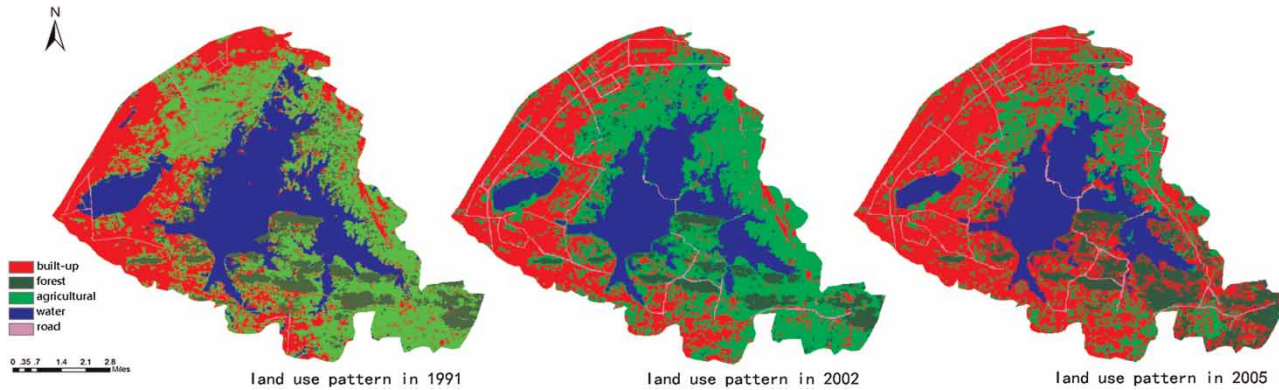 N
built-up
forest
agricultural
water
road
0 .35 .7 1.4 2.1 2.8
Miles
land use pattern in 1991
land use pattern in 2002
land use pattern in 2005